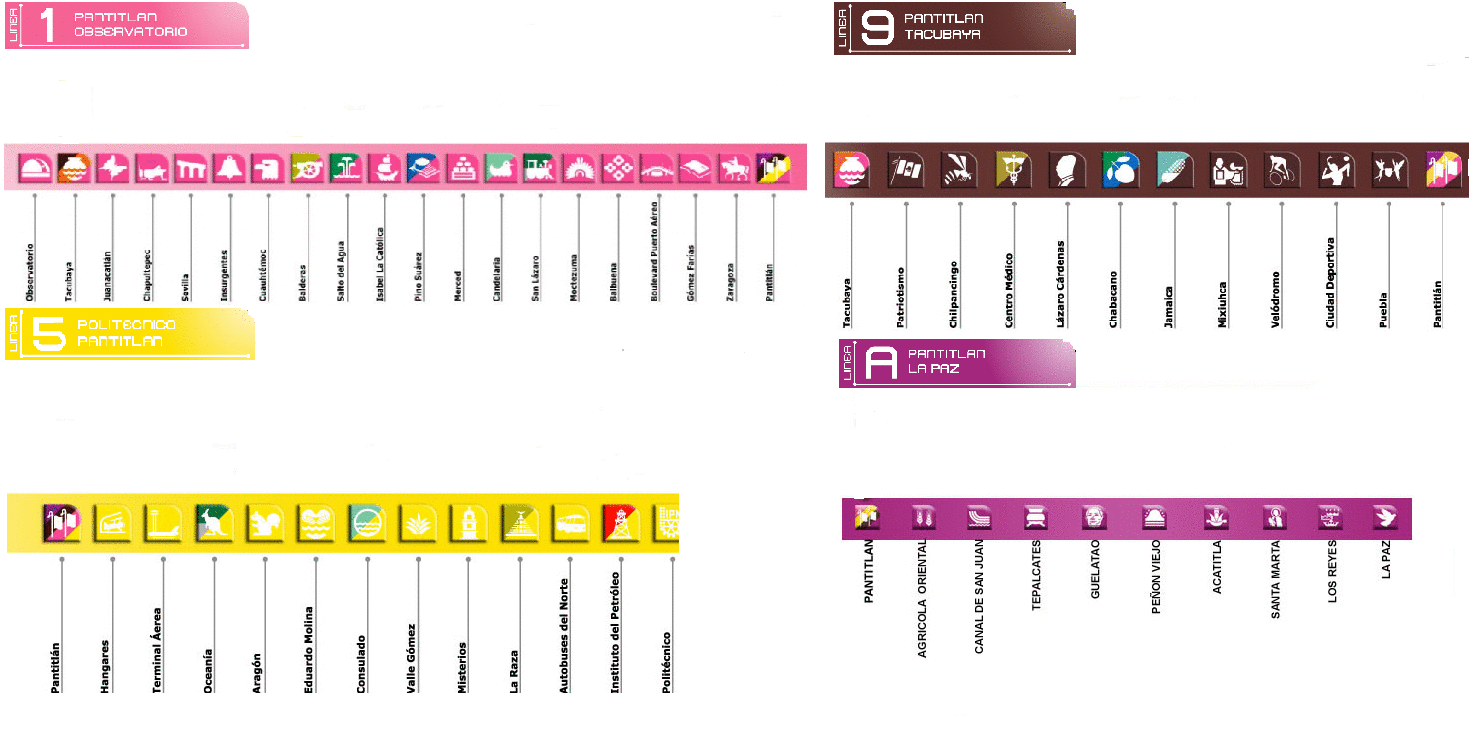 LINEA 1 PANTITLAN
OBSERVATORIO
Observatorio
Tacubaya
Juanacatlán
Chapultepec
Sevilla
Insurgentes
Cuauhtémoc
Balderas
Salto del Agua
Isabel La Católica
Pino Suárez
Merced
Candelaria
San Lázaro
Moctezuma
Balbuena
Boulevard Puerto Aéreo
Gómez Farías
Zaragoza
Pantitlán
LINEA 9 PANTITLAN
TACUBAYA
Tacubaya
Patriotismo
Chilpancingo
Centro Médico
Lázaro Cárdenas
Chabacano
Jamaica
Mixiuhca
Velódromo
Ciudad Deportiva
Puebla
Pantitlán
LINEA 5 POLITECNICO
PANTITLAN
IPN
Pantitlán
Hangares
Terminal Áerea
Oceanía
Aragón
Eduardo Molina
Consulado
Valle Gómez
Misterios
La Raza
Autobuses del Norte
Instituto del Petróleo
Politécnico
LINEA A PANTITLAN
LA PAZ
PANTITLAN
AGRICOLA ORIENTAL
CANAL DE SAN JUAN
TEPALCATES
GUELATAO
PEÑON VIEJO
ACATITLA
SANTA MARTA
LOS REYES
LA PAZ